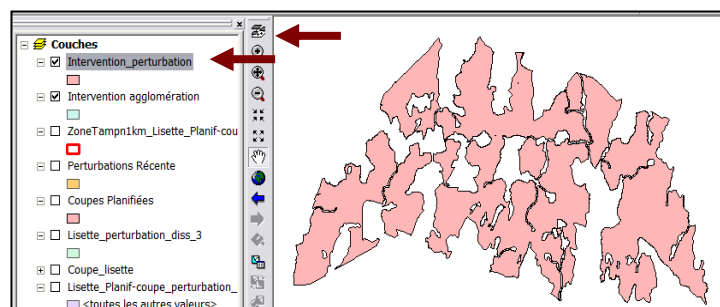 Couches
Intervention_perturbation
Intervention agglomération
ZoneTampn1km_Lisette_Planif-cou
Perturbations Récente
Coupes Planifiées
Lisette_perturbation_diss_3
Coupe_lisette
Lisette_Planif-coupe_perturbation_
<toutes les autres valeurs>